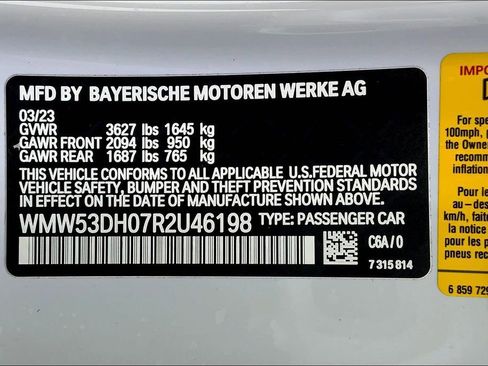 MFD BY BAYERISCHE MOTOREN WERKE AG
03/23
GVWR 3627 lbs 1645 kg
GAWR FRONT 2094 lbs 950 kg
GAWR REAR 1687 lbs 765 kg
THIS VEHICLE CONFORMS TO ALL APPLICABLE U.S.FEDERAL MOTOR
VEHICLE SAFETY, BUMPER AND THEFT PREVENTION STANDARDS
IN EFFECT ON THE DATE OF MANUFACTURE SHOWN ABOVE.
WMW53DH07R2U46198 TYPE: PASSENGER CAR
C6A/0
7 315 814
IMPO
For spe
100mph,
the Owne
recomm
inflation
Pour le
au–des
km/h, fait
la notice
pour les p
pneus rec
6 859 729